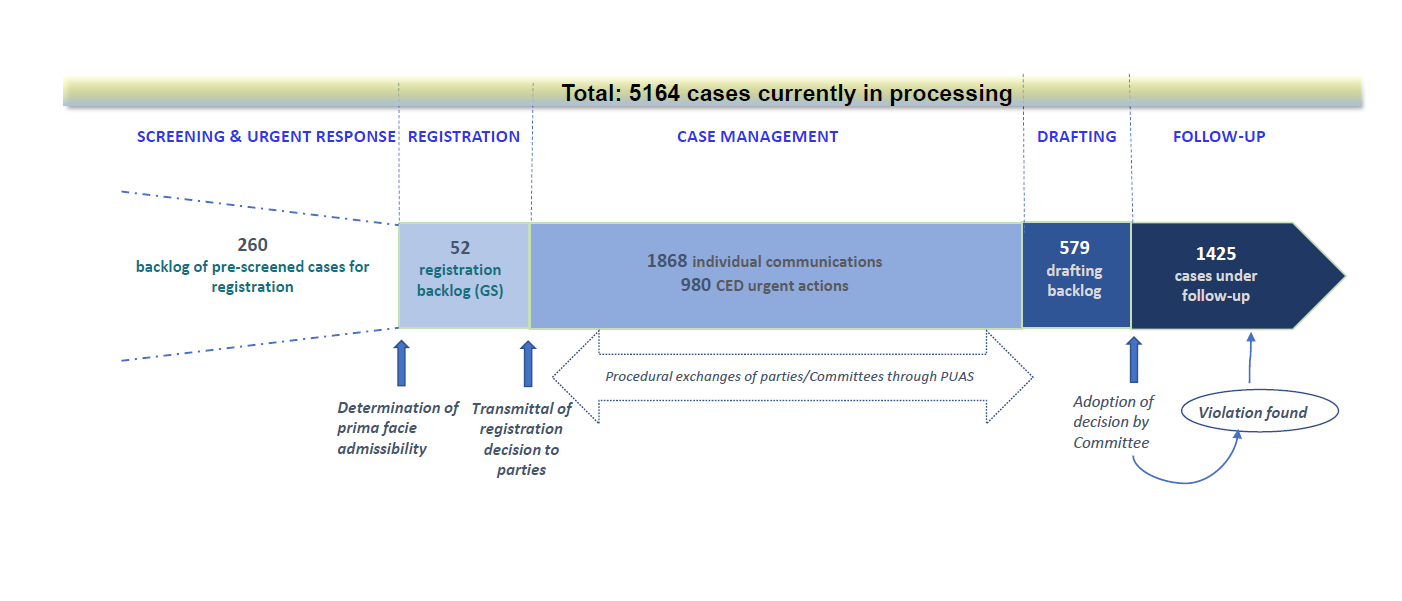 Total: 5164 cases currently in processing
SCREENING & URGENT RESPONSE
REGISTRATION
CASE MANAGEMENT
DRAFTING
FOLLOW-UP
260
backlog of pre-screened cases for
registration
52
registration
backlog (GS)
1868 individual communications
980 CED urgent actions
579
drafting
backlog
1425
cases under
follow-up
Procedural exchanges of parties/Committees through PUAS
Determination of
prima facie
admissibility
Transmittal of
registration
decision to
parties
Adoption of
decision by
Committee
Violation found